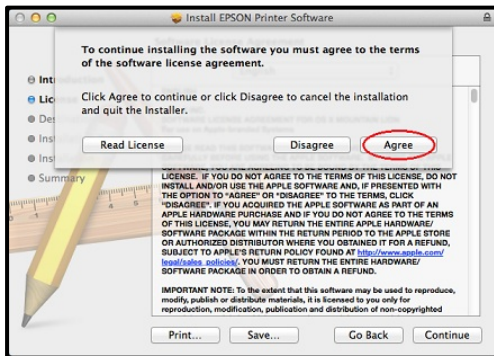 Install EPSON Printer Software
To continue installing the software you must agree to the terms
of the software license agreement.
Click Agree to continue or click Disagree to cancel the installation
and quit the Installer.
Read License
Disagree
Agree
Int
Lic
Des
Inst
Inst
Summary
English
LICENSE. IF YOU DO NOT AGREE TO THE TERMS OF THIS LICENSE, DO NOT
INSTALL AND/OR USE THE APPLE SOFTWARE AND, IF PRESENTED WITH
THE OPTION TO "AGREE" OR "DISAGREE" TO THE TERMS, CLICK
"DISAGREE". IF YOU ACQUIRED THE APPLE SOFTWARE AS PART OF AN
APPLE HARDWARE PURCHASE AND IF YOU DO NOT AGREE TO THE TERMS
OF THIS LICENSE, YOU MAY RETURN THE ENTIRE APPLE HARDWARE/
SOFTWARE PACKAGE WITHIN THE RETURN PERIOD TO THE APPLE STORE
OR AUTHORIZED DISTRIBUTOR WHERE YOU OBTAINED IT FOR A REFUND,
SUBJECT TO APPLE'S RETURN POLICY FOUND AT http://www.apple.com/
legal/sales_policies/. YOU MUST RETURN THE ENTIRE HARDWARE/
SOFTWARE PACKAGE IN ORDER TO OBTAIN A REFUND.
IMPORTANT NOTE: To the extent that this software may be used to reproduce,
modify, publish or distribute materials, it is licensed to you only for
reproduction, modification, publication and distribution of non-copyrighted
Print...
Save...
Go Back
Continue